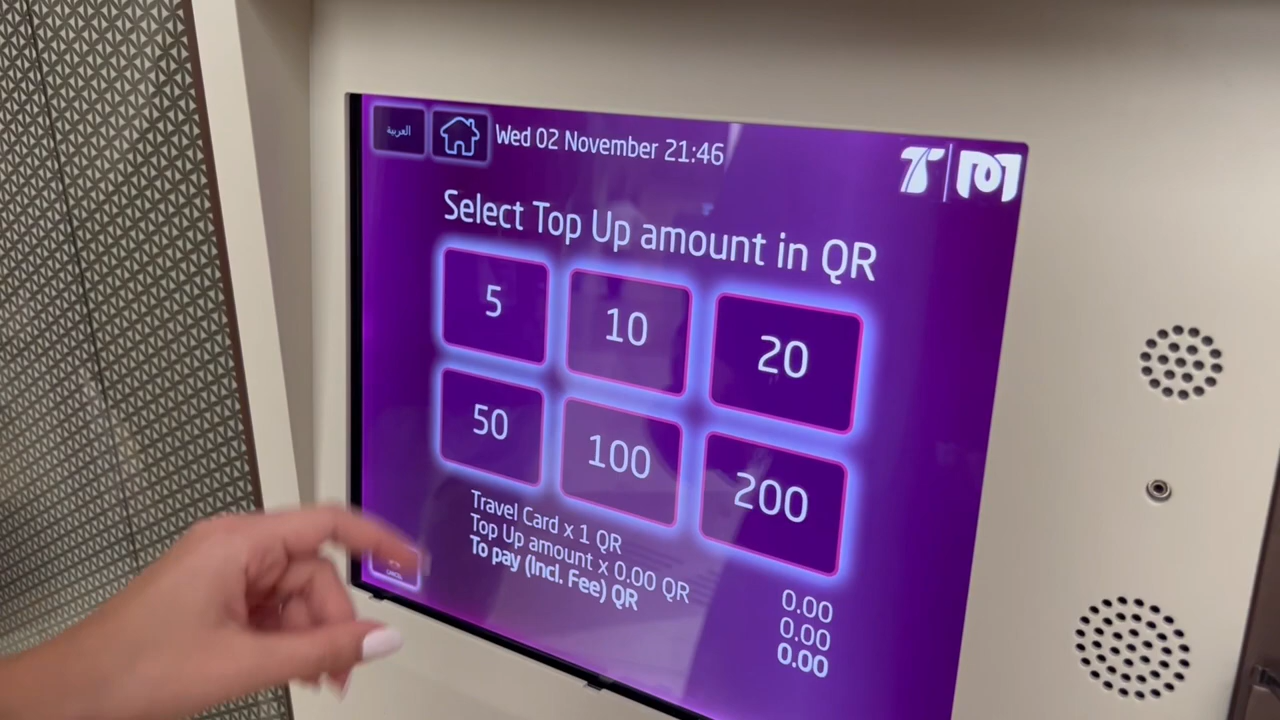 العربية
Wed 02 November 21:46
Select Top Up amount in QR
5 10 20
50 100 200
Travel Card x 1 QR 0.00
Top Up amount x 0.00 QR 0.00
To pay (Incl. Fee) QR 0.00
CANCEL